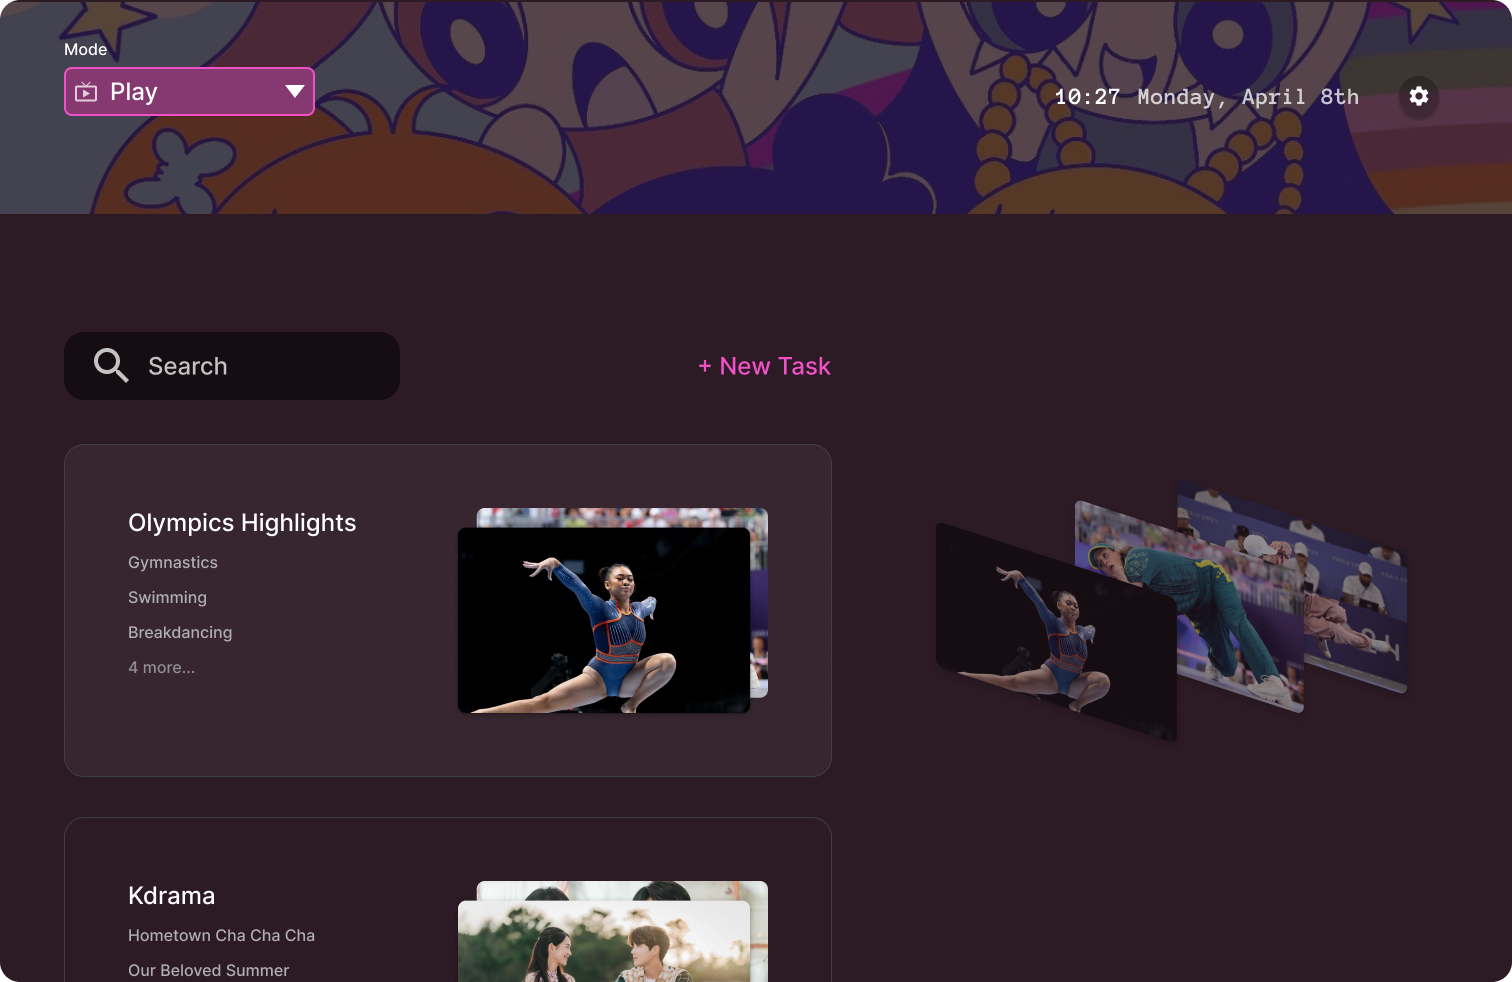 Mode
Play
10:27 Monday, April 8th
Search
+ New Task
Olympics Highlights
Gymnastics
Swimming
Breakdancing
4 more...
Kdrama
Hometown Cha Cha Cha
Our Beloved Summer